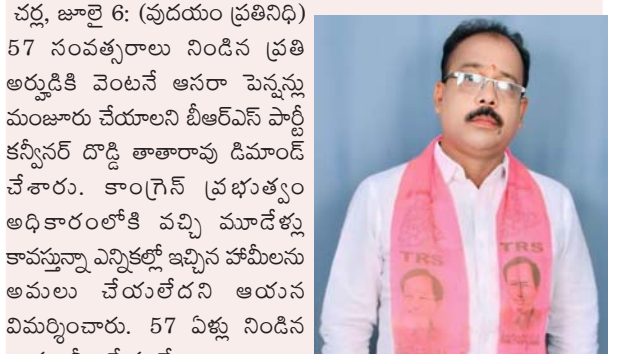 చర్ల, జూలై 6: (వుదయం ప్రతినిధి)
57 సంవత్సరాలు నిండిన ప్రతి
అర్హుడికి వెంటనే ఆసరా పెన్షన్లు
మంజూరు చేయాలని బీఆర్ఎస్ పార్టీ
కన్వీనర్ దొడ్డి తాతారావు డిమాండ్
చేశారు. కాంగ్రెస్ ప్రభుత్వం
అధికారంలోకి వచ్చి మూడేళ్లు
కావస్తున్నా ఎన్నికల్లో ఇచ్చిన హామీలను
అమలు చేయలేదని ఆయన
విమర్శించారు. 57 ఏళ్లు నిండిన
TRS
TRS